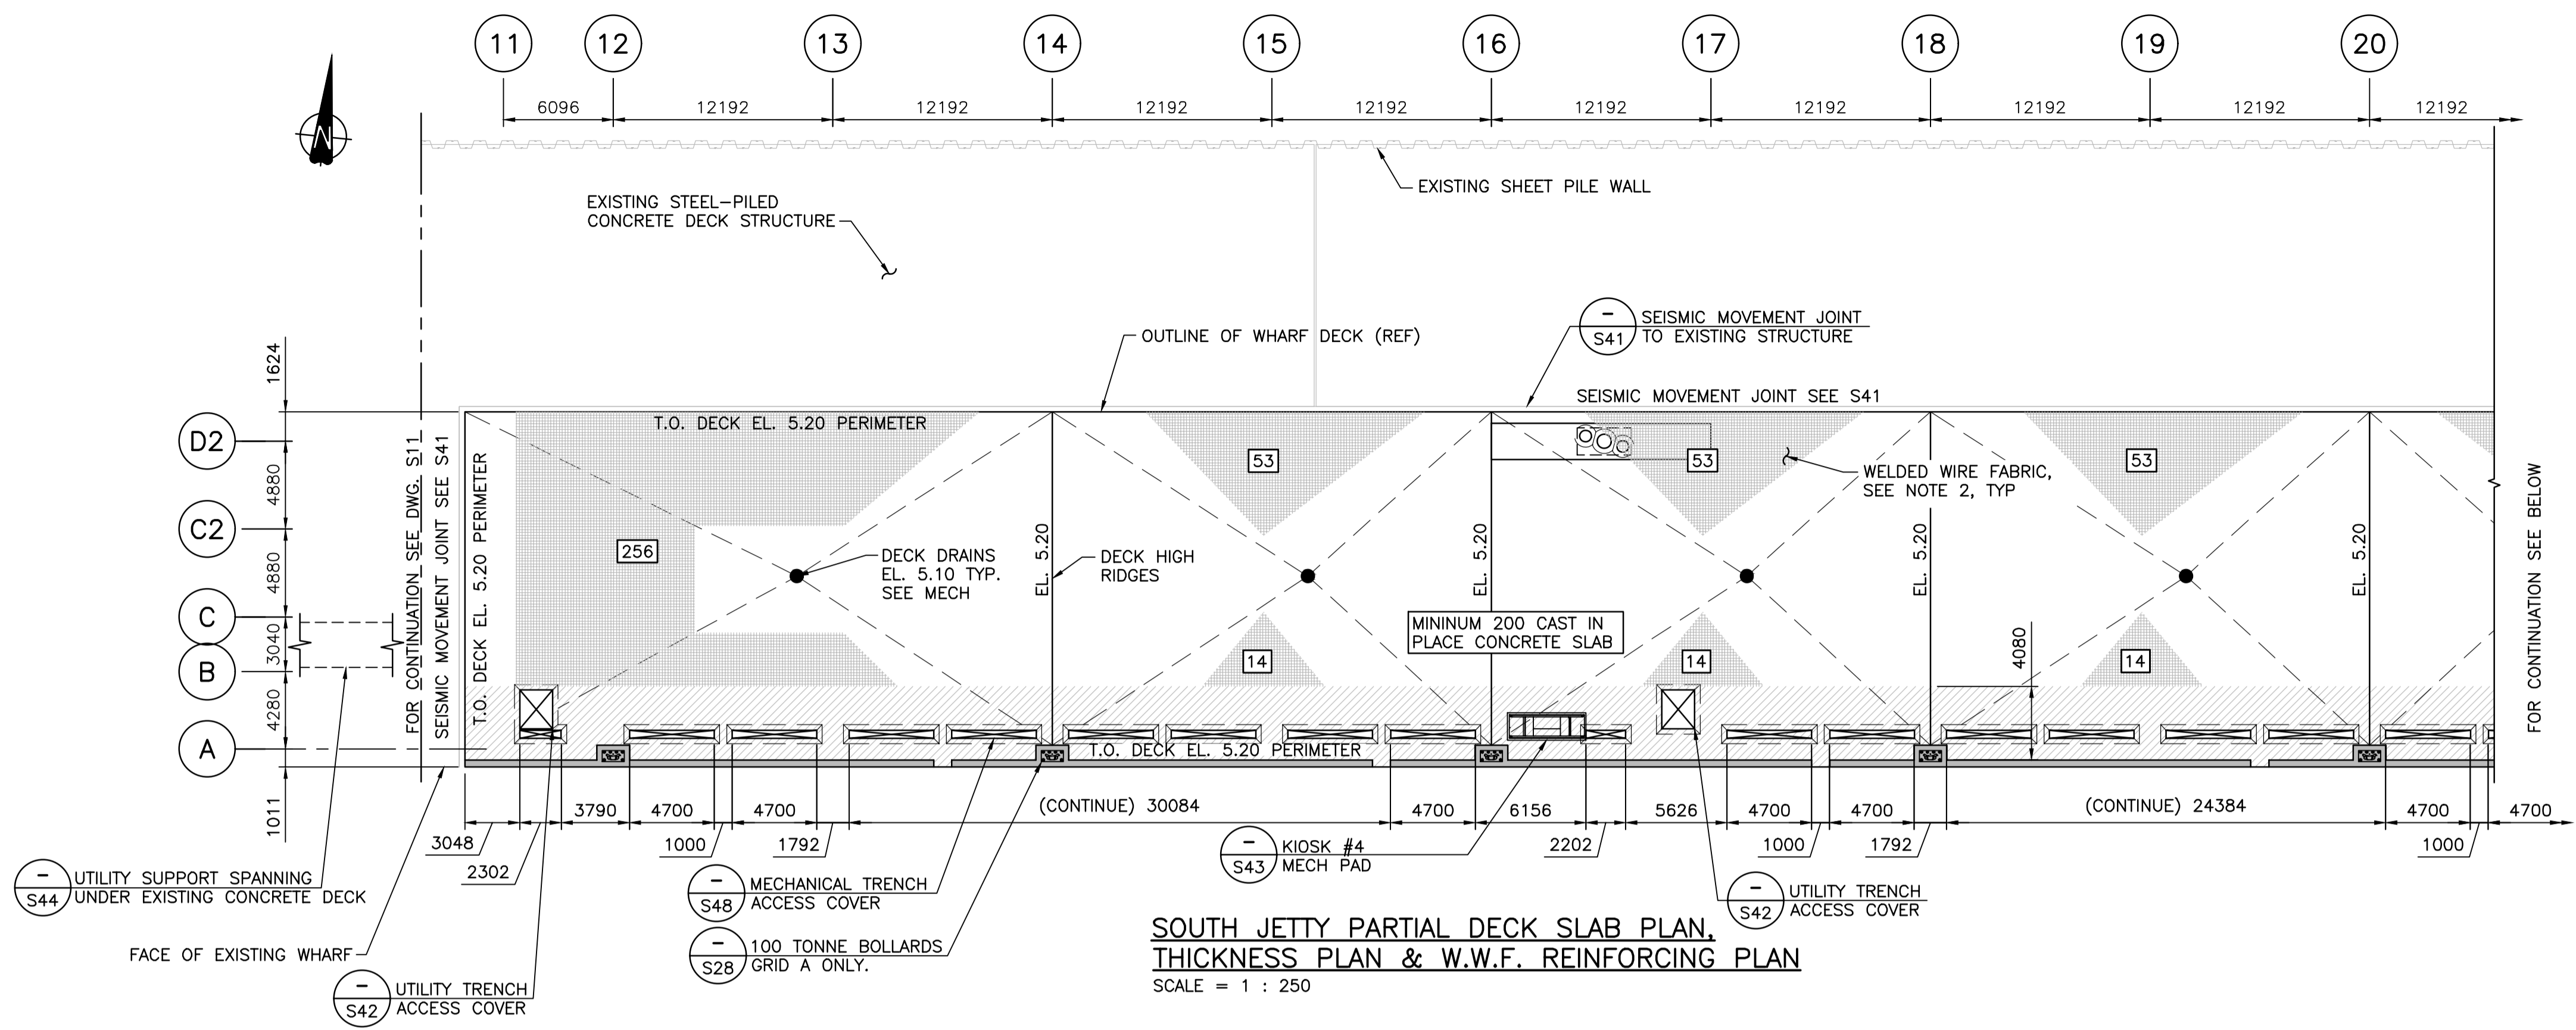 11 12 13 14 15 16 17 18 19 20
6096 12192 12192 12192 12192 12192 12192 12192 12192 12192
N
EXISTING SHEET PILE WALL
EXISTING STEEL-PILED
CONCRETE DECK STRUCTURE
-
S41
SEISMIC MOVEMENT JOINT
TO EXISTING STRUCTURE
OUTLINE OF WHARF DECK (REF)
SEISMIC MOVEMENT JOINT SEE S41
T.O. DECK EL. 5.20 PERIMETER
1624
D2
4880
C2
4880
C
3040
B
4280
A
1011
FOR CONTINUATION SEE DWG. S11
SEISMIC MOVEMENT JOINT SEE S41
T.O. DECK EL. 5.20 PERIMETER
53
53
53
WELDED WIRE FABRIC,
SEE NOTE 2, TYP
256
DECK DRAINS
EL. 5.10 TYP.
SEE MECH
DECK HIGH
RIDGES
EL. 5.20
EL. 5.20
EL. 5.20
EL. 5.20
FOR CONTINUATION SEE BELOW
MININUM 200 CAST IN
PLACE CONCRETE SLAB
14
14
14
4080
T.O. DECK EL. 5.20 PERIMETER
3790 4700 4700 (CONTINUE) 30084 4700 6156 5626 4700 4700 (CONTINUE) 24384 4700 4700
3048 1000 1792 2202 1000 1792 1000
2302
-
S43
KIOSK #4
MECH PAD
-
S44
UTILITY SUPPORT SPANNING
UNDER EXISTING CONCRETE DECK
-
S48
MECHANICAL TRENCH
ACCESS COVER
-
S42
UTILITY TRENCH
ACCESS COVER
-
S28
100 TONNE BOLLARDS
GRID A ONLY.
FACE OF EXISTING WHARF
-
S42
UTILITY TRENCH
ACCESS COVER
SOUTH JETTY PARTIAL DECK SLAB PLAN,
THICKNESS PLAN & W.W.F. REINFORCING PLAN
SCALE = 1 : 250